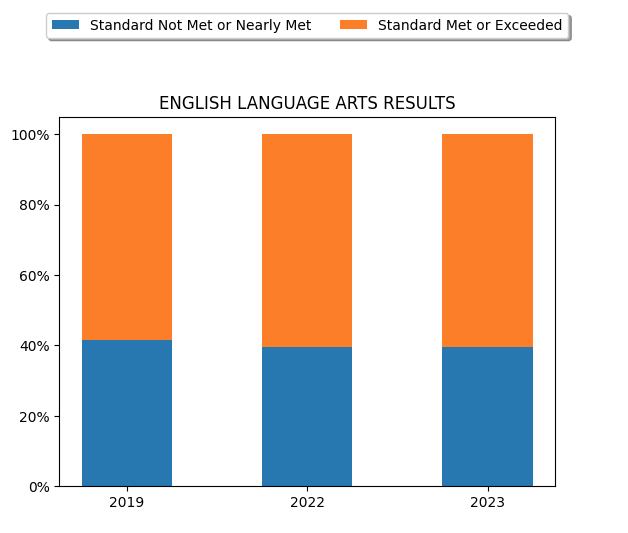 Standard Not Met or Nearly Met Standard Met or Exceeded
ENGLISH LANGUAGE ARTS RESULTS
100%
80%
60%
40%
20%
0%
2019 2022 2023